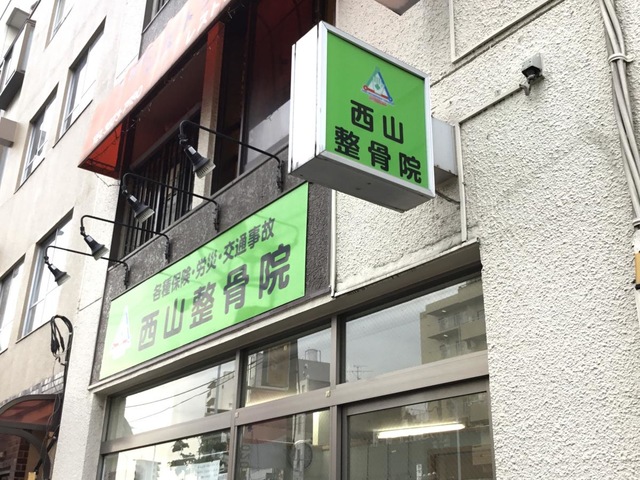 西山
整骨院
各種保険・労災・交通事故
西山整骨院